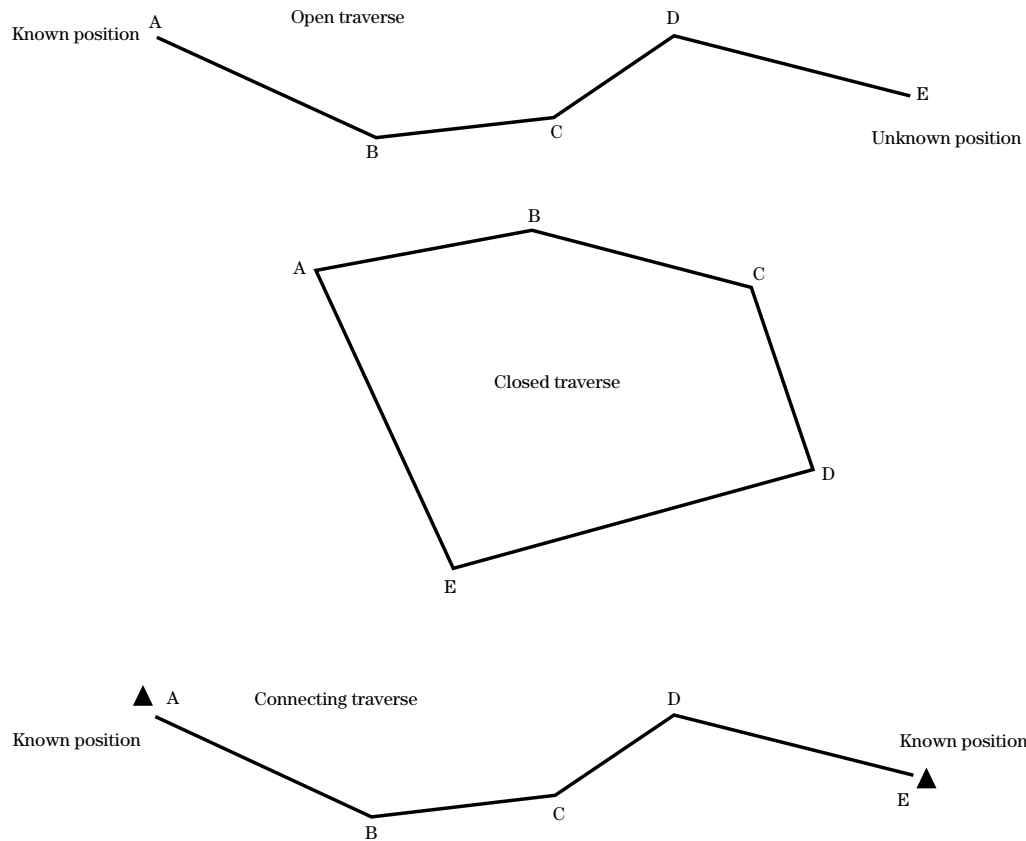 A
Open traverse
D
Known position
E
B
C
Unknown position
B
A
C
Closed traverse
D
E
A
Connecting traverse
D
Known position
Known position
E
B
C